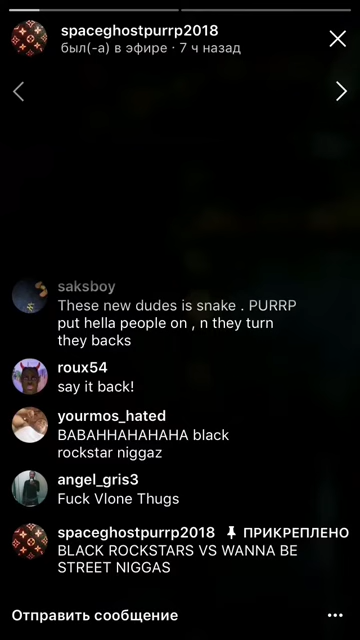 spaceghostpurrp2018
был(-а) в эфире · 7 ч назад
saksboy
These new dudes is snake . PURRP
put hella people on , n they turn
they backs
roux54
say it back!
yourmos_hated
BABAHHAHAHAHA black
rockstar niggaz
angel_gris3
Fuck Vlone Thugs
spaceghostpurrp2018 ПРИКРЕПЛЕНО
BLACK ROCKSTARS VS WANNA BE
STREET NIGGAS
Отправить сообщение